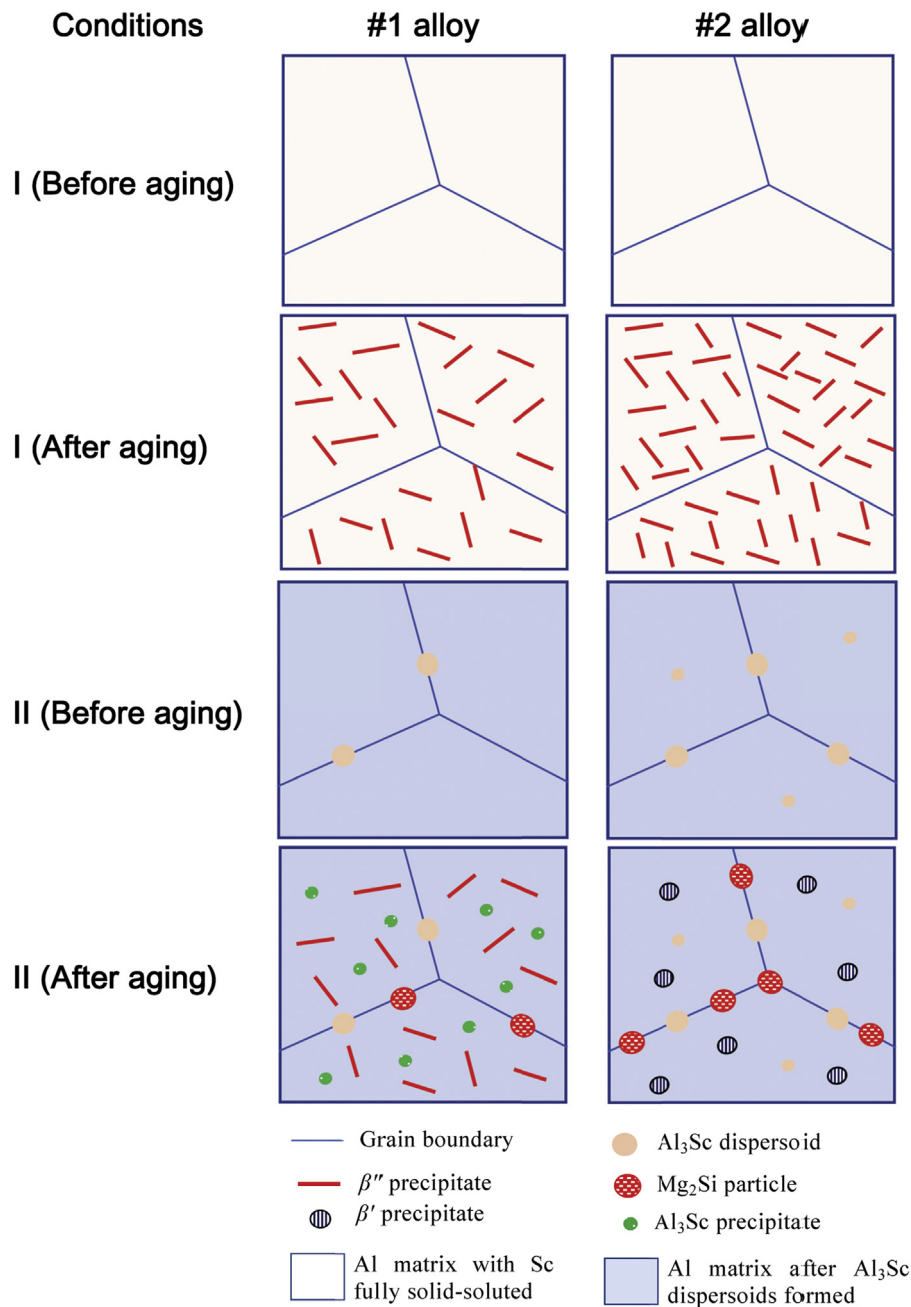 Conditions #1 alloy #2 alloy
I (Before aging)
I (After aging)
II (Before aging)
II (After aging)
Grain boundary
β″ precipitate
β′ precipitate
Al matrix with Sc
fully solid-soluted
Al₃Sc dispersoid
Mg₂Si particle
Al₃Sc precipitate
Al matrix after Al₃Sc
dispersoids formed